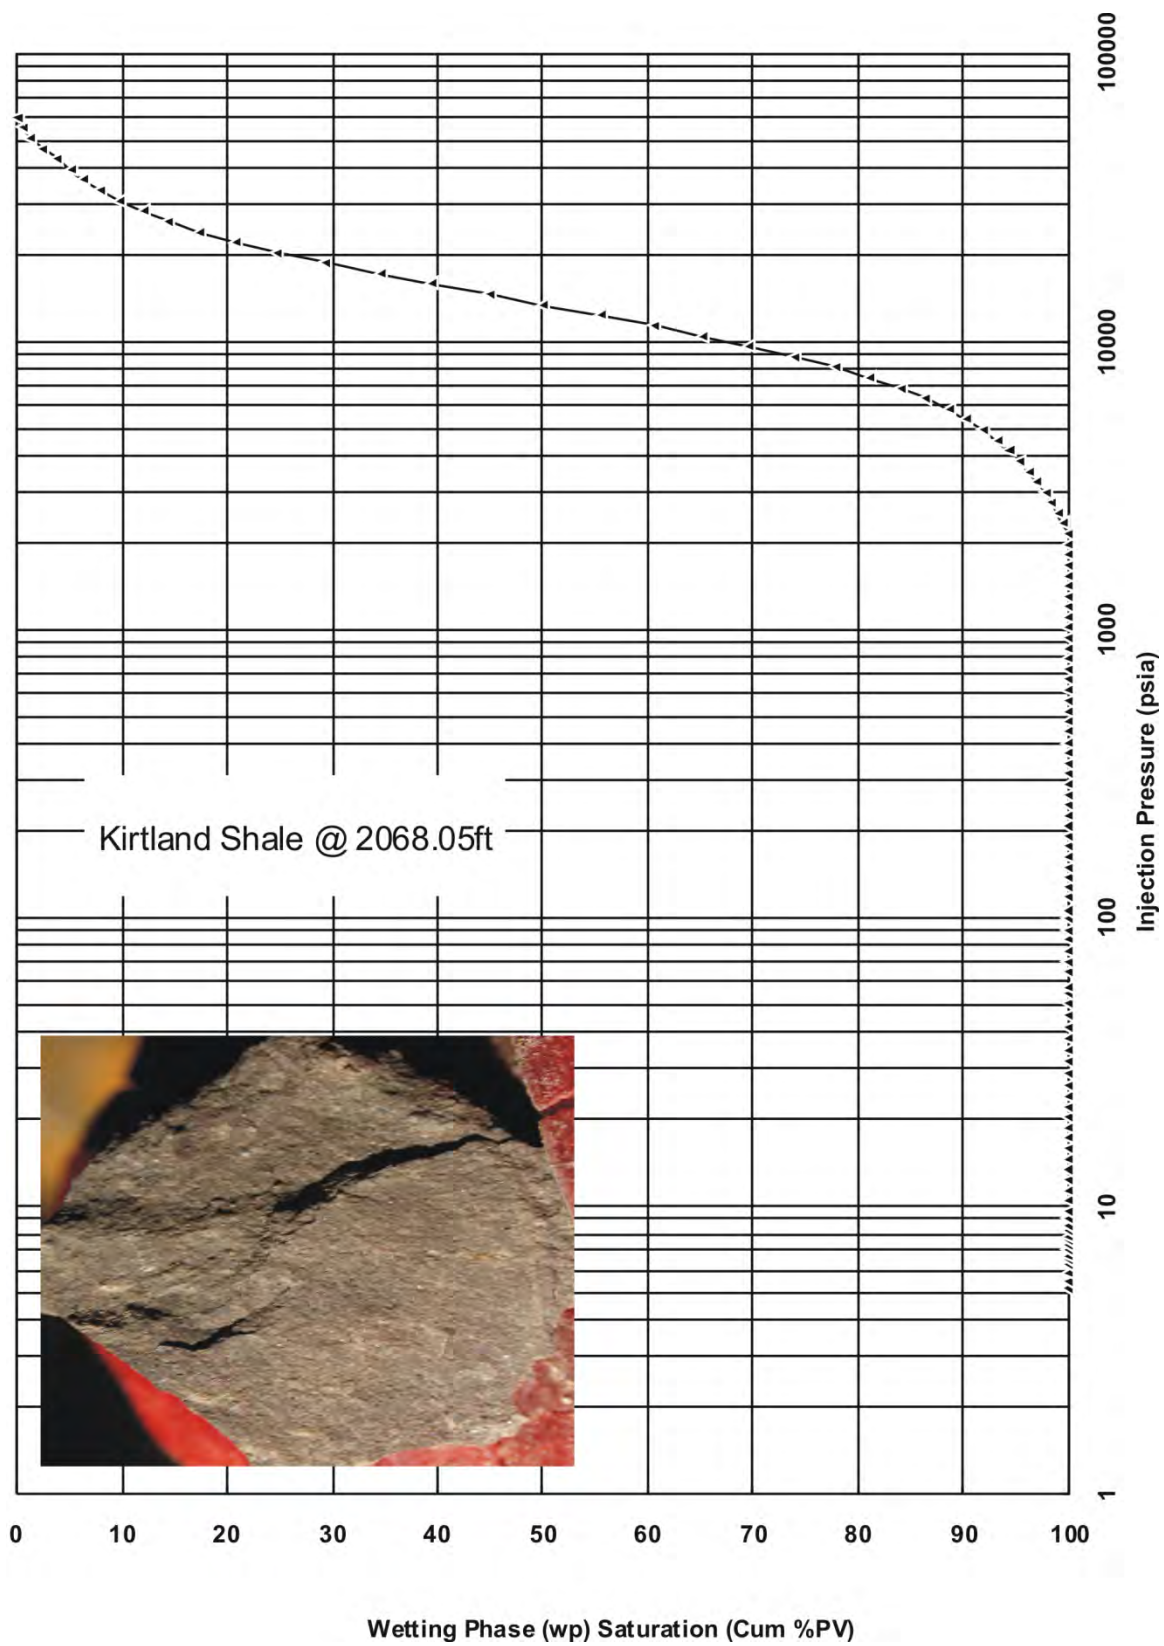 100000
10000
1000
100
10
1
Injection Pressure (psia)
Kirtland Shale @ 2068.05ft
0 10 20 30 40 50 60 70 80 90 100
Wetting Phase (wp) Saturation (Cum %PV)